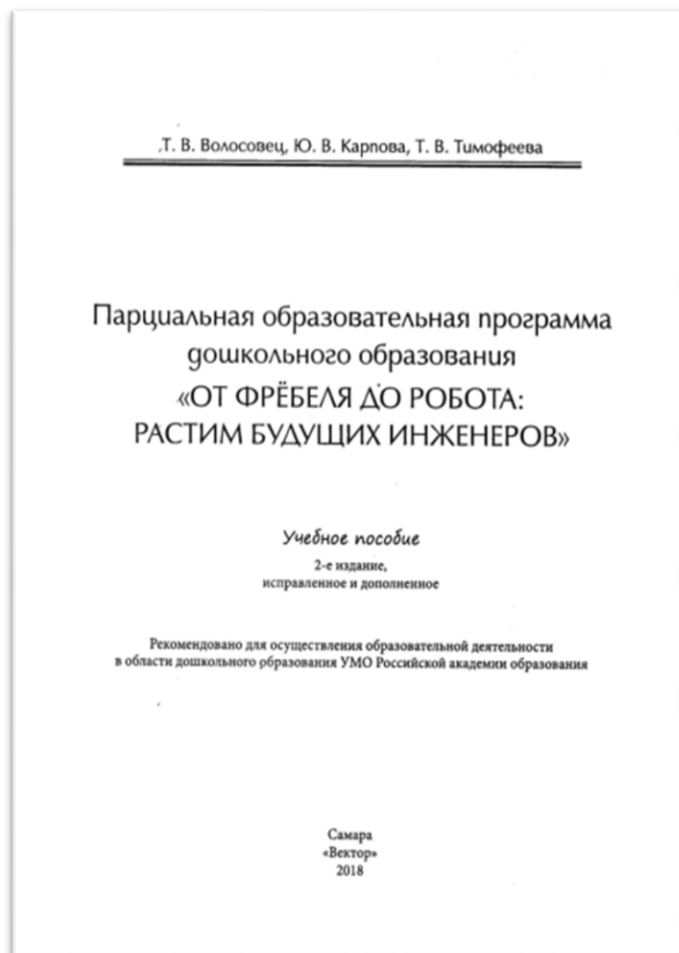 Т. В. Волосовец, Ю. В. Карпова, Т. В. Тимофеева
Парциальная образовательная программа
дошкольного образования
«ОТ ФРЁБЕЛЯ ДО РОБОТА:
РАСТИМ БУДУЩИХ ИНЖЕНЕРОВ»
Учебное пособие
2-е издание,
исправленное и дополненное
Рекомендовано для осуществления образовательной деятельности
в области дошкольного образования УМО Российской академии образования
Самара
«Вектор»
2018